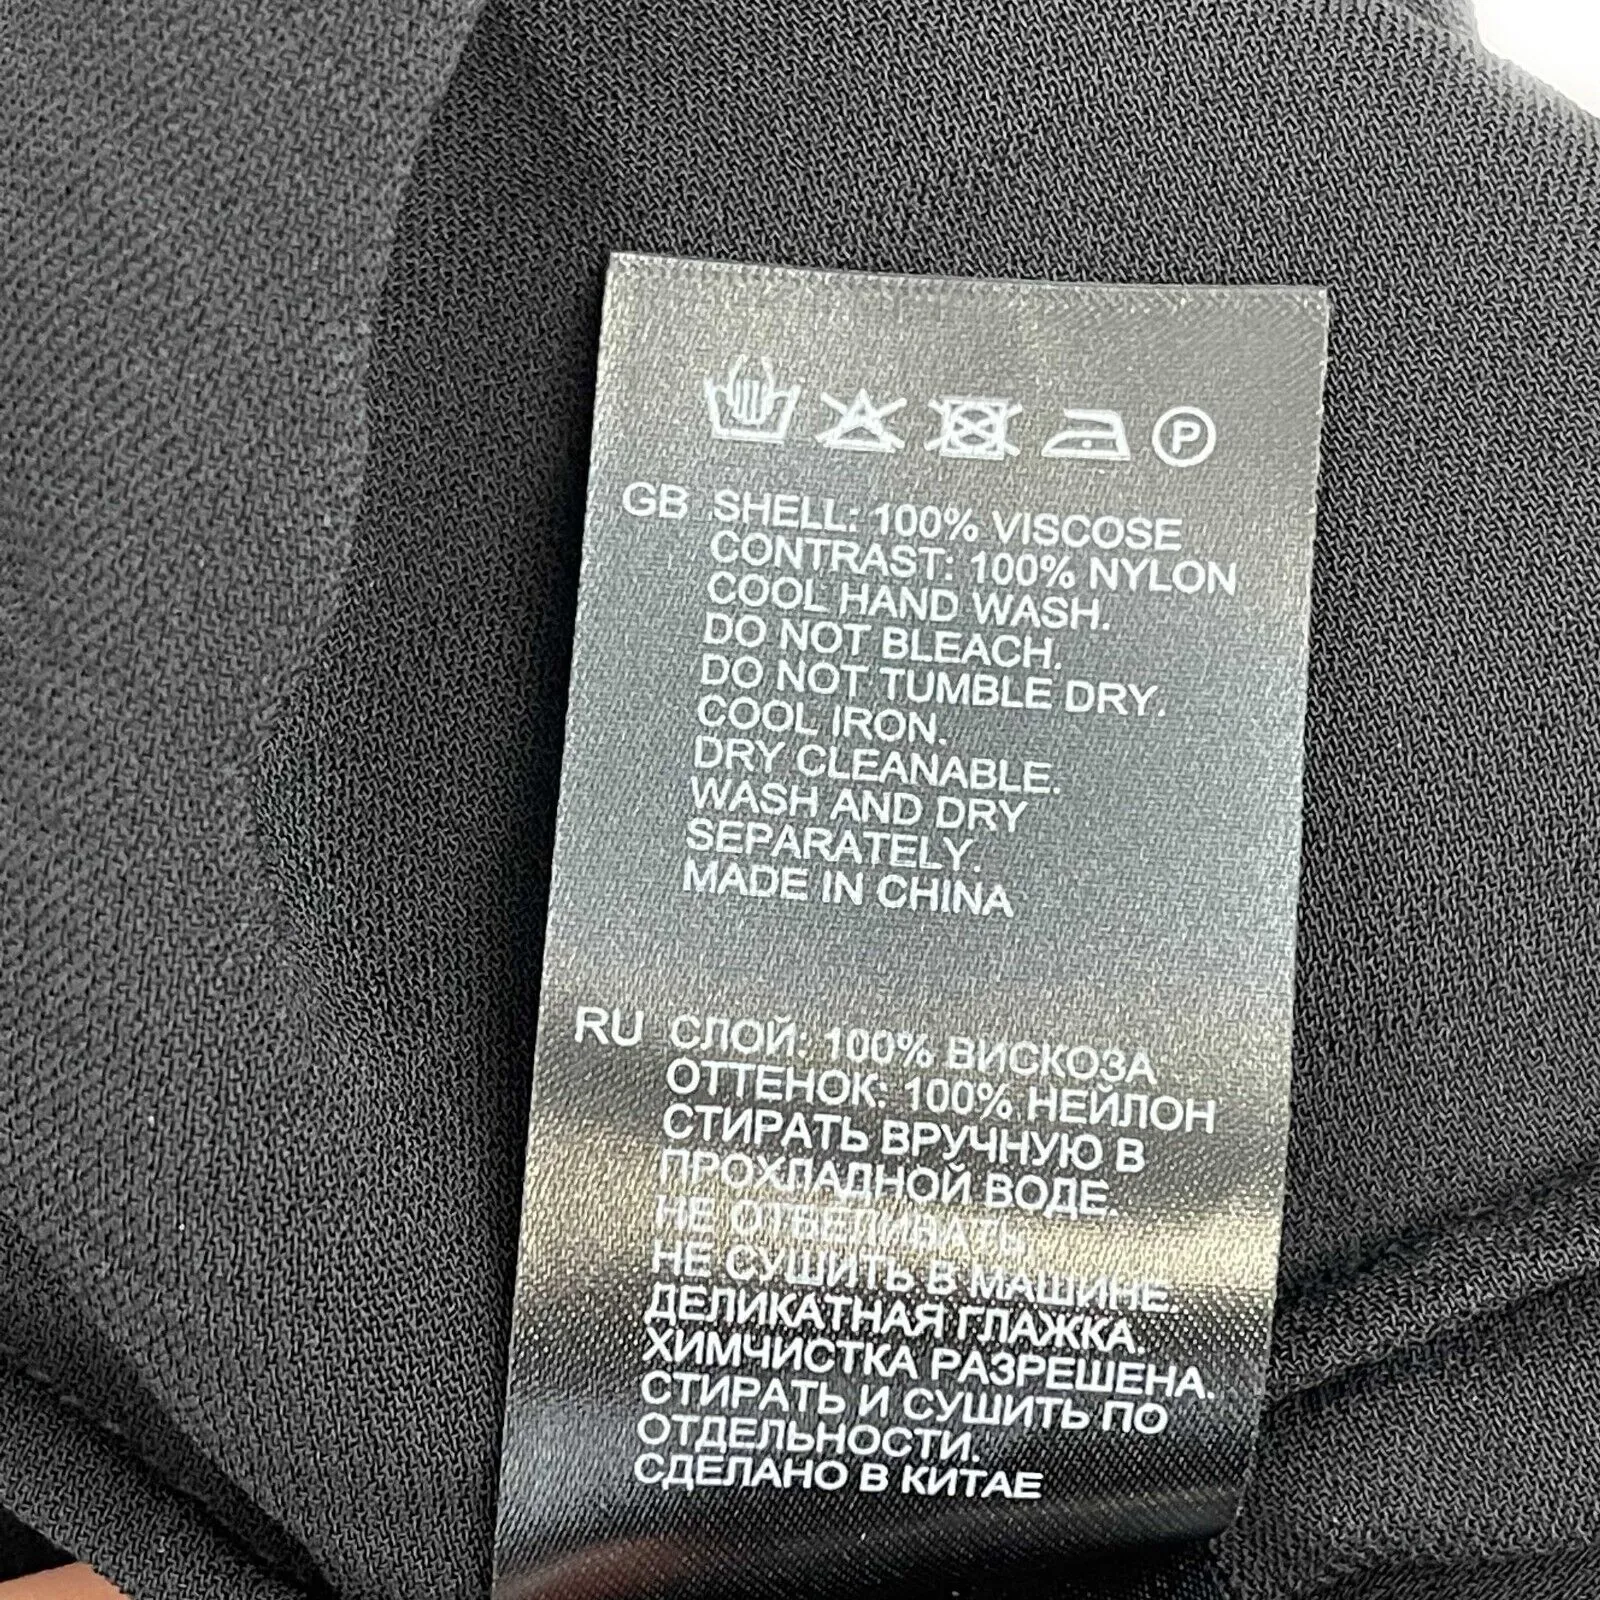 P
GB SHELL: 100% VISCOSE
CONTRAST: 100% NYLON
COOL HAND WASH.
DO NOT BLEACH.
DO NOT TUMBLE DRY.
COOL IRON.
DRY CLEANABLE.
WASH AND DRY
SEPARATELY.
MADE IN CHINA
RU СЛОЙ: 100% ВИСКОЗА
ОТТЕНОК: 100% НЕЙЛОН
СТИРАТЬ ВРУЧНУЮ В
ПРОХЛАДНОЙ ВОДЕ.
НЕ ОТБЕЛИВАТЬ.
НЕ СУШИТЬ В МАШИНЕ.
ДЕЛИКАТНАЯ ГЛАЖКА.
ХИМЧИСТКА РАЗРЕШЕНА.
СТИРАТЬ И СУШИТЬ ПО
ОТДЕЛЬНОСТИ.
СДЕЛАНО В КИТАЕ